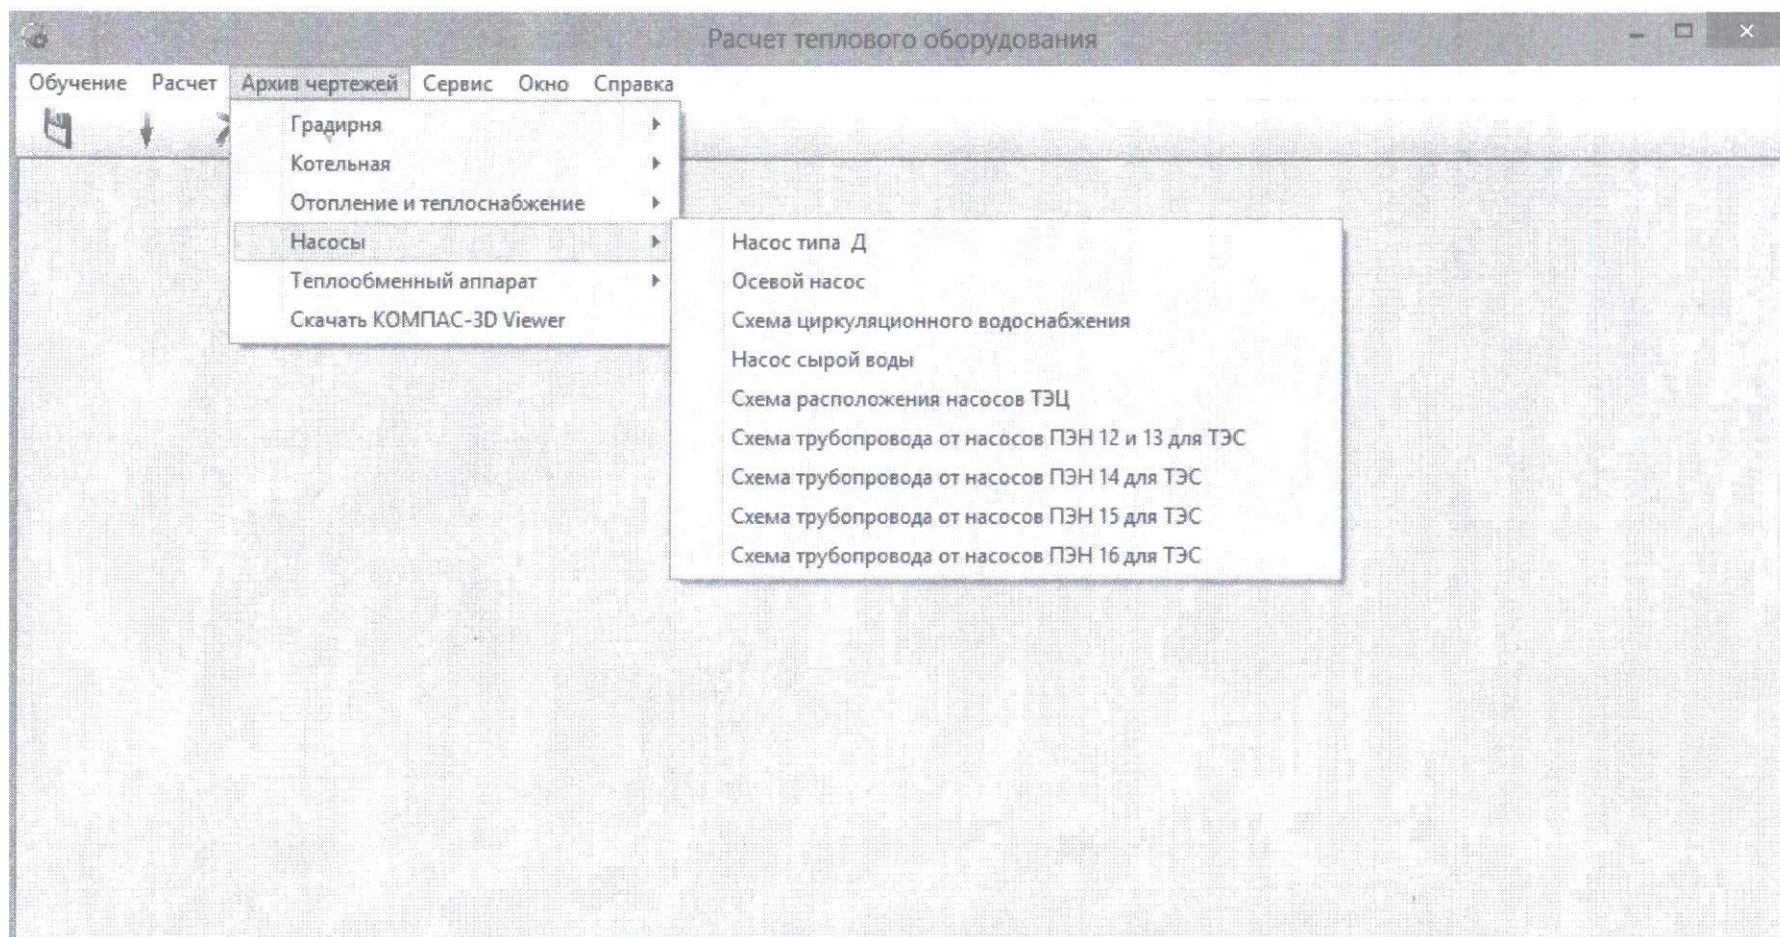 Расчет теплового оборудования
Обучение Расчет Архив чертежей Сервис Окно Справка
Градирня
Котельная
Отопление и теплоснабжение
Насосы
Теплообменный аппарат
Скачать КОМПАС-3D Viewer
Насос типа Д
Осевой насос
Схема циркуляционного водоснабжения
Насос сырой воды
Схема расположения насосов ТЭЦ
Схема трубопровода от насосов ПЭН 12 и 13 для ТЭС
Схема трубопровода от насосов ПЭН 14 для ТЭС
Схема трубопровода от насосов ПЭН 15 для ТЭС
Схема трубопровода от насосов ПЭН 16 для ТЭС